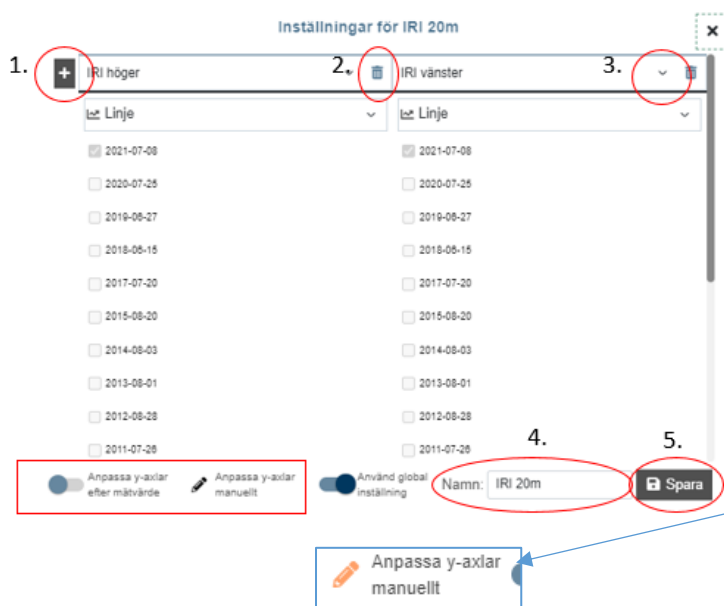 Inställningar för IRI 20m
×
1.
+
IRI höger
2.
IRI vänster
3.
Linje
Linje
2021-07-08
2021-07-08
2020-07-25
2020-07-25
2019-06-27
2019-06-27
2018-06-15
2018-06-15
2017-07-20
2017-07-20
2015-08-20
2015-08-20
2014-08-03
2014-08-03
2013-08-01
2013-08-01
2012-08-28
2012-08-28
2011-07-26
2011-07-26
4.
5.
Anpassa y-axlar
efter mätvärde
Anpassa y-axlar
manuellt
Använd global
inställning
Namn:
IRI 20m
Spara
Anpassa y-axlar
manuellt